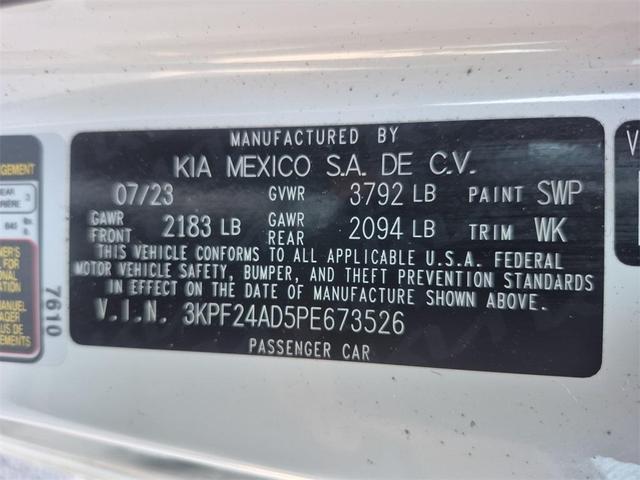 MANUFACTURED BY
KIA MEXICO S.A. DE C.V.
07/23 GVWR 3792 LB PAINT SWP
GAWR FRONT 2183 LB GAWR REAR 2094 LB TRIM WK
THIS VEHICLE CONFORMS TO ALL APPLICABLE U.S.A. FEDERAL
MOTOR VEHICLE SAFETY, BUMPER, AND THEFT PREVENTION STANDARDS
IN EFFECT ON THE DATE OF MANUFACTURE SHOWN ABOVE.
V.I.N. 3KPF24AD5PE673526
PASSENGER CAR
7610
3
V